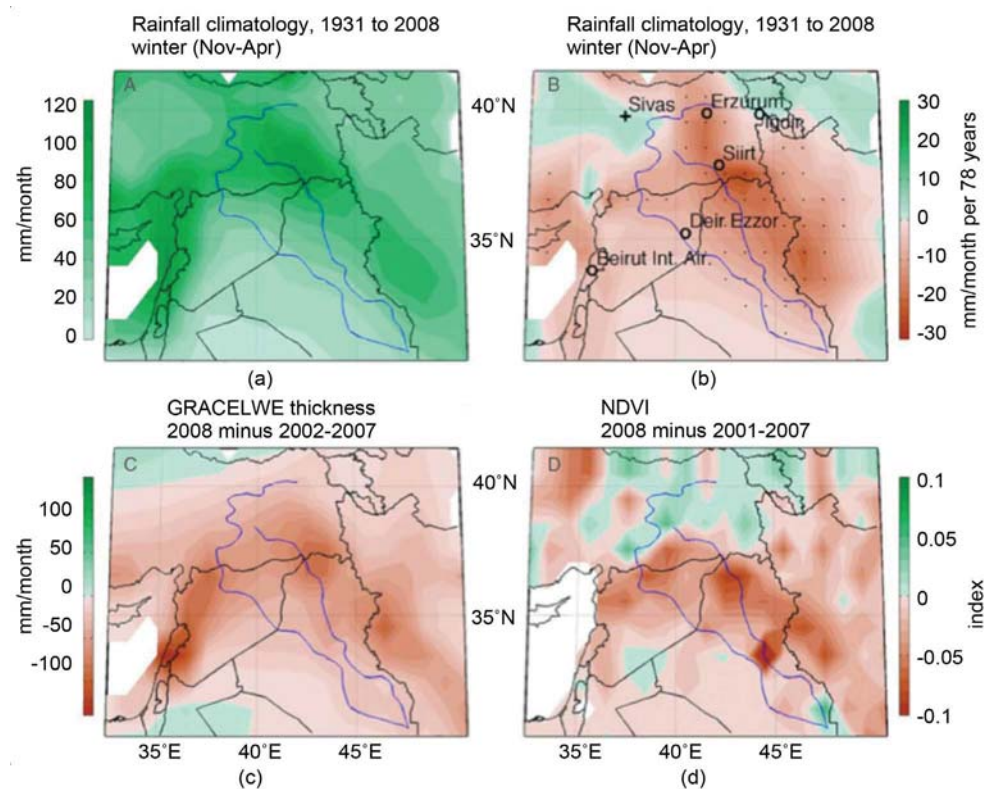 Rainfall climatology, 1931 to 2008
winter (Nov-Apr)
A
mm/month
120
100
80
60
40
20
0
(a)
Rainfall climatology, 1931 to 2008
winter (Nov-Apr)
B
40°N
35°N
Sivas
Erzurum
Igdir
Siirt
Deir Ezzor
Beirut Int. Air.
30
20
10
0
-10
-20
-30
mm/month per 78 years
(b)
GRACELWE thickness
2008 minus 2002-2007
C
mm/month
100
50
0
-50
-100
35°E
40°E
45°E
(c)
NDVI
2008 minus 2001-2007
D
40°N
35°N
0.1
0.05
0
-0.05
-0.1
index
35°E
40°E
45°E
(d)